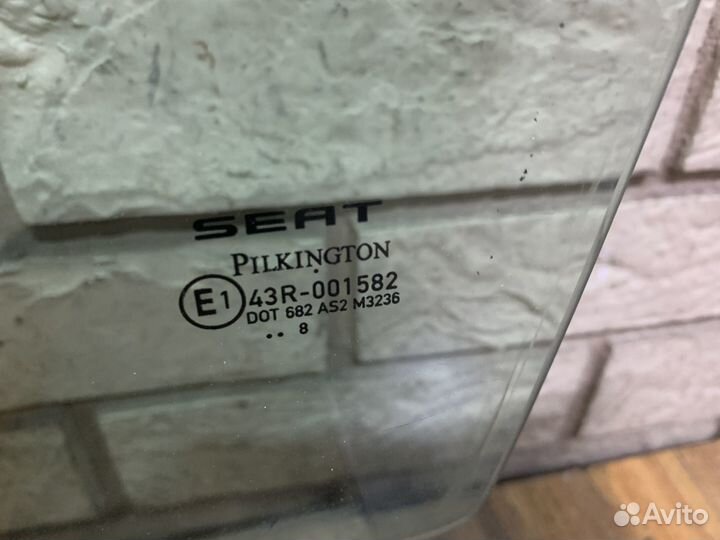 SEAT
PILKINGTON
E1 43R-001582
DOT 682 AS2 M3236
.. 8
Avito